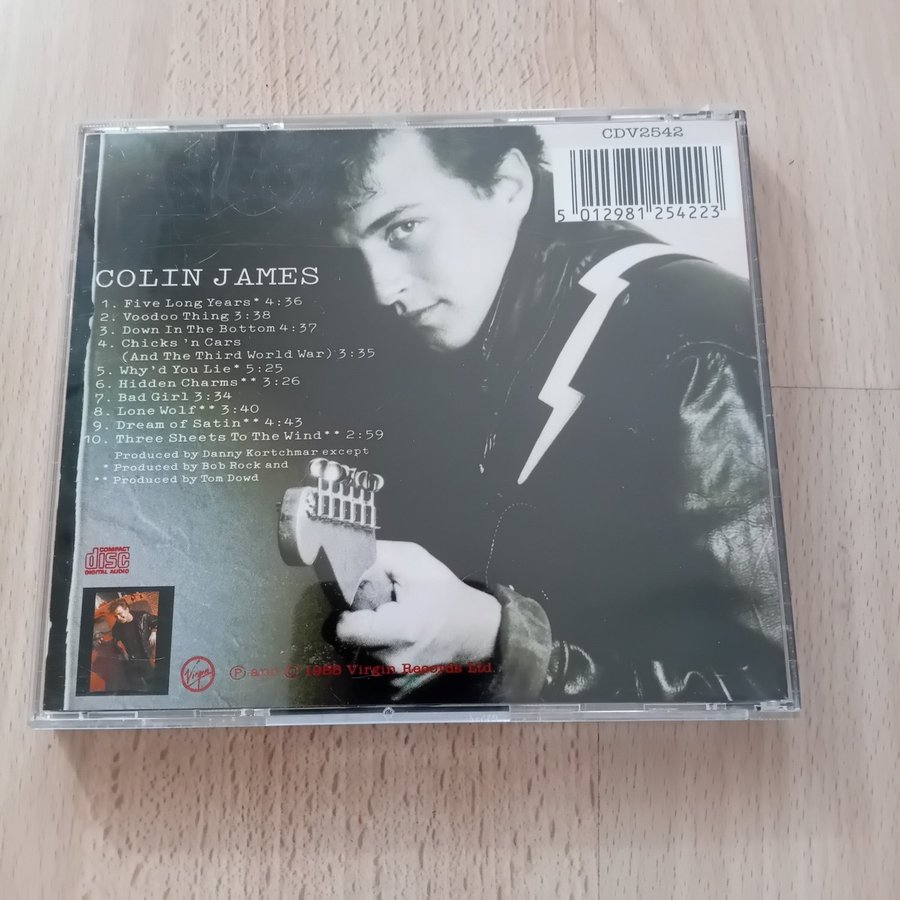 CDV2542
5 012981 254223
COLIN JAMES
1. Five Long Years* 4:36
2. Voodoo Thing 3:38
3. Down In The Bottom 4:37
4. Chicks 'n Cars
(And The Third World War) 3:35
5. Why'd You Lie* 5:25
6. Hidden Charms** 3:26
7. Bad Girl 3:34
8. Lone Wolf** 3:40
9. Dream of Satin** 4:43
10. Three Sheets To The Wind** 2:59
Produced by Danny Kortchmar except
* Produced by Bob Rock and
** Produced by Tom Dowd
COMPACT
disc
DIGITAL AUDIO
Virgin
Ⓟ and © 1988 Virgin Records Ltd.